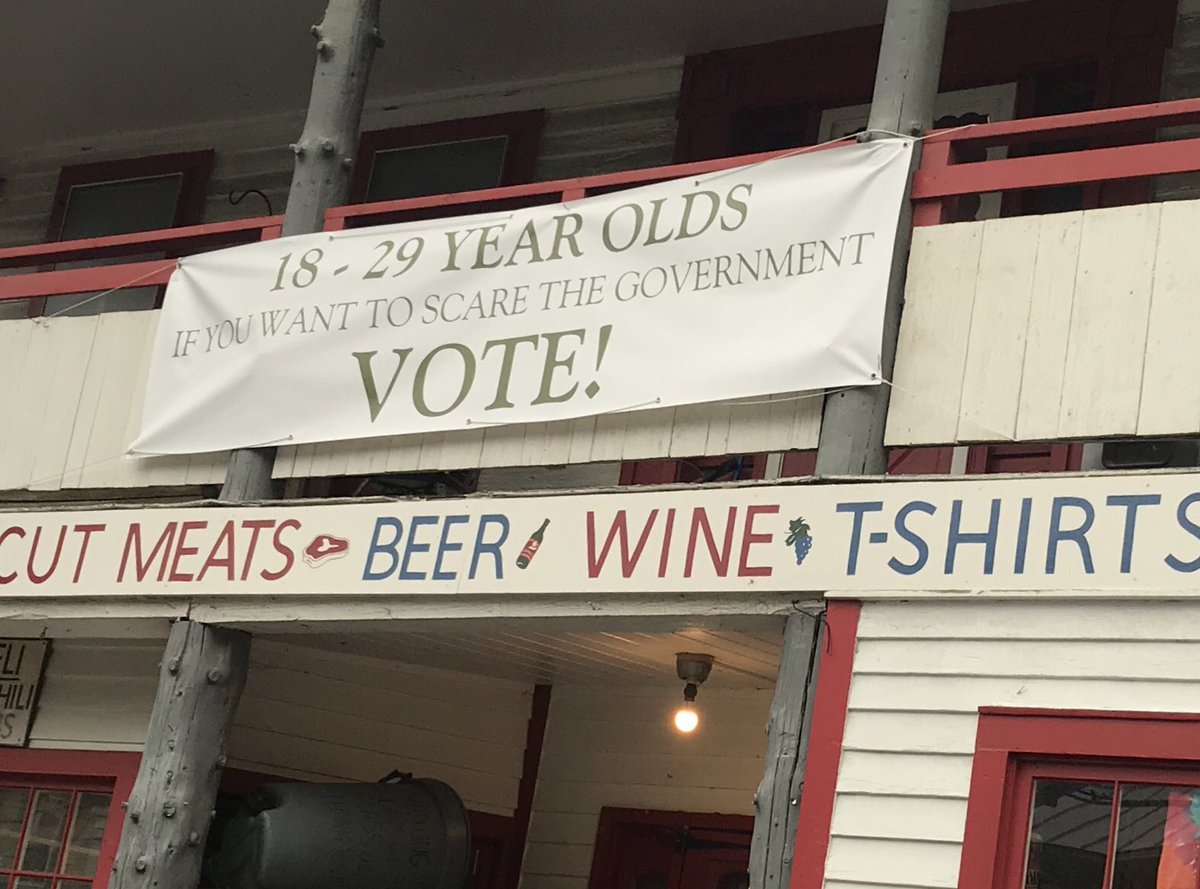 18 - 29 YEAR OLDS
IF YOU WANT TO SCARE THE GOVERNMENT
VOTE!
CUT MEATS BEER WINE T-SHIRTS